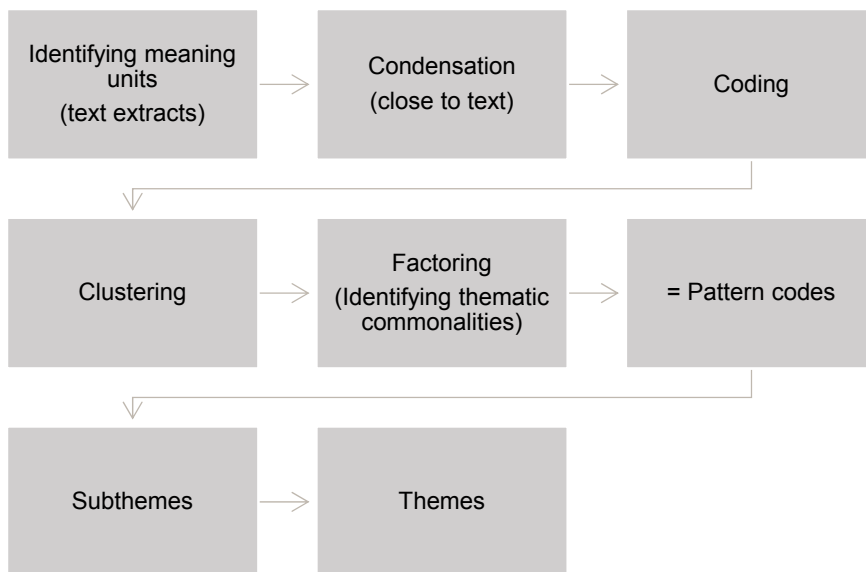 Identifying meaning
units
(text extracts)
Condensation
(close to text)
Coding
Clustering
Factoring
(Identifying thematic
commonalities)
= Pattern codes
Subthemes
Themes